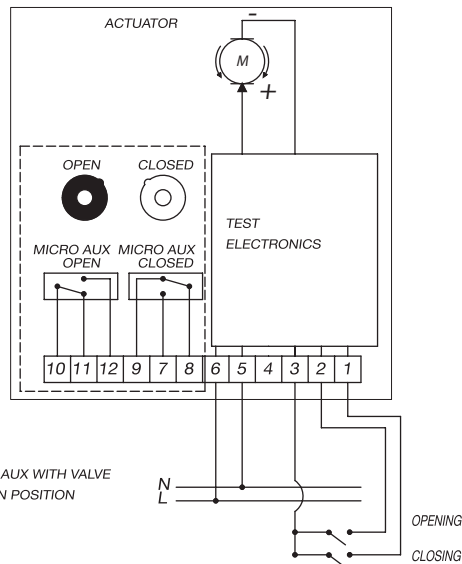 ACTUATOR
-
M
+
OPEN CLOSED
TEST
ELECTRONICS
MICRO AUX MICRO AUX
OPEN CLOSED
10 11 12 9 7 8 6 5 4 3 2 1
AUX WITH VALVE
N POSITION
N
L
OPENING
CLOSING